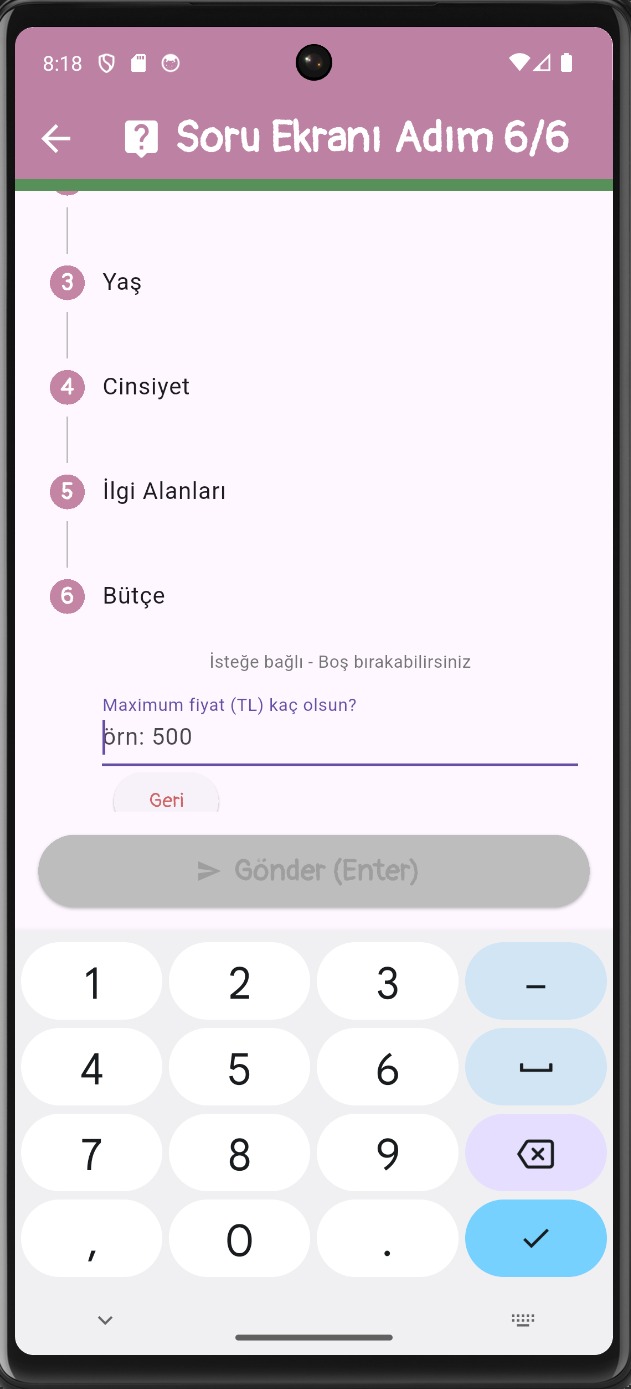 8:18
? Soru Ekranı Adım 6/6
3 Yaş
4 Cinsiyet
5 İlgi Alanları
6 Bütçe
İsteğe bağlı - Boş bırakabilirsiniz
Maximum fiyat (TL) kaç olsun?
örn: 500
Geri
Gönder (Enter)
1 2 3 –
4 5 6
7 8 9
, 0 .